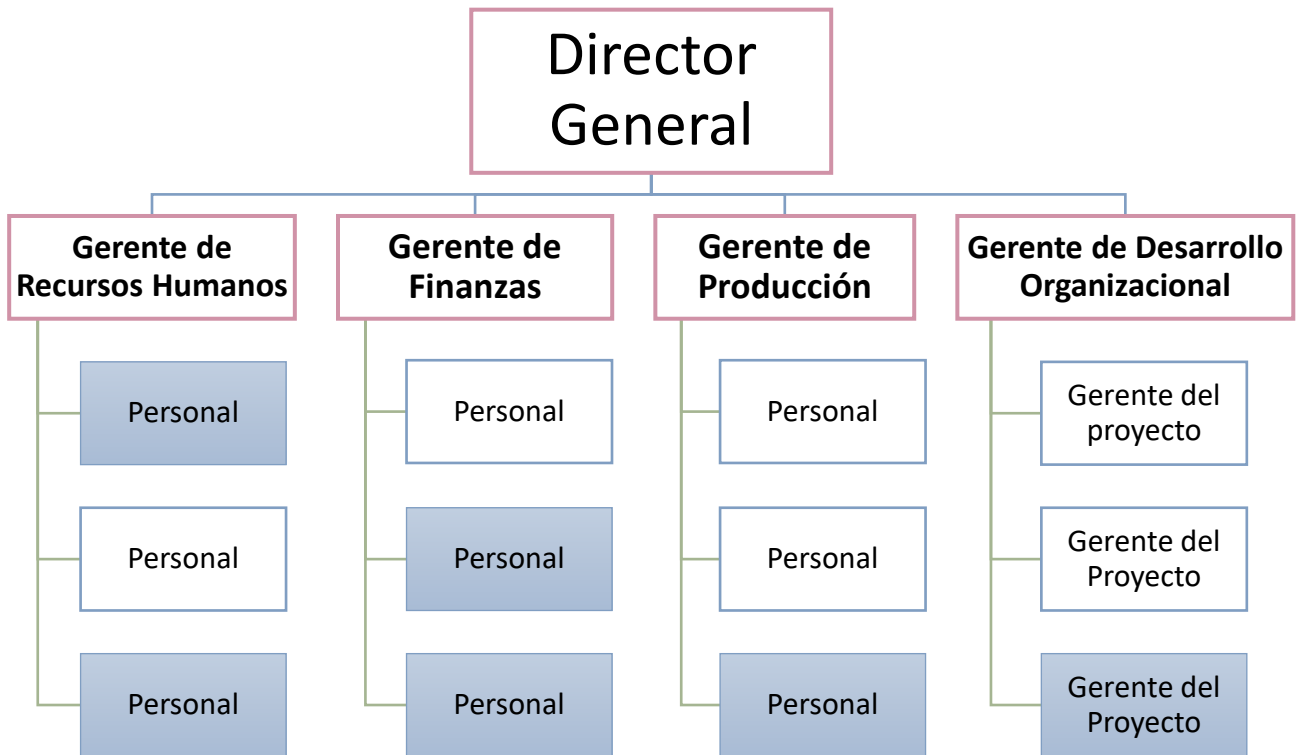 Director
General
Gerente de
Recursos Humanos
Gerente de
Finanzas
Gerente de
Producción
Gerente de Desarrollo
Organizacional
Personal
Personal
Personal
Gerente del
proyecto
Personal
Personal
Personal
Gerente del
Proyecto
Personal
Personal
Personal
Gerente del
Proyecto